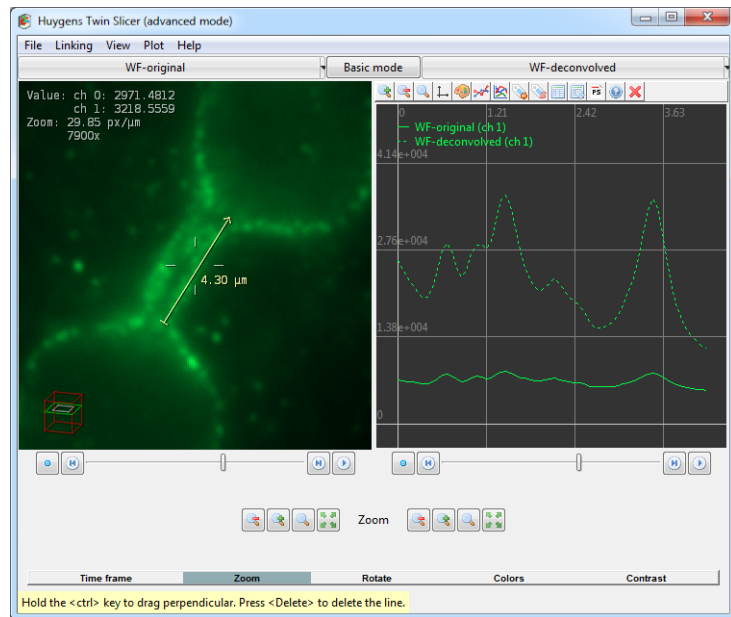 Huygens Twin Slicer (advanced mode)
File Linking View Plot Help
WF-original Basic mode WF-deconvolved
Value: ch 0: 2971.4812
ch 1: 3218.5559
Zoom: 29.85 px/µm
7900x
4.30 µm
FS
0 1.21 2.42 3.63
WF-original (ch 1)
WF-deconvolved (ch 1)
4.14e+004
2.76e+004
1.38e+004
0
Zoom
Time frame Zoom Rotate Colors Contrast
Hold the <ctrl> key to drag perpendicular. Press <Delete> to delete the line.